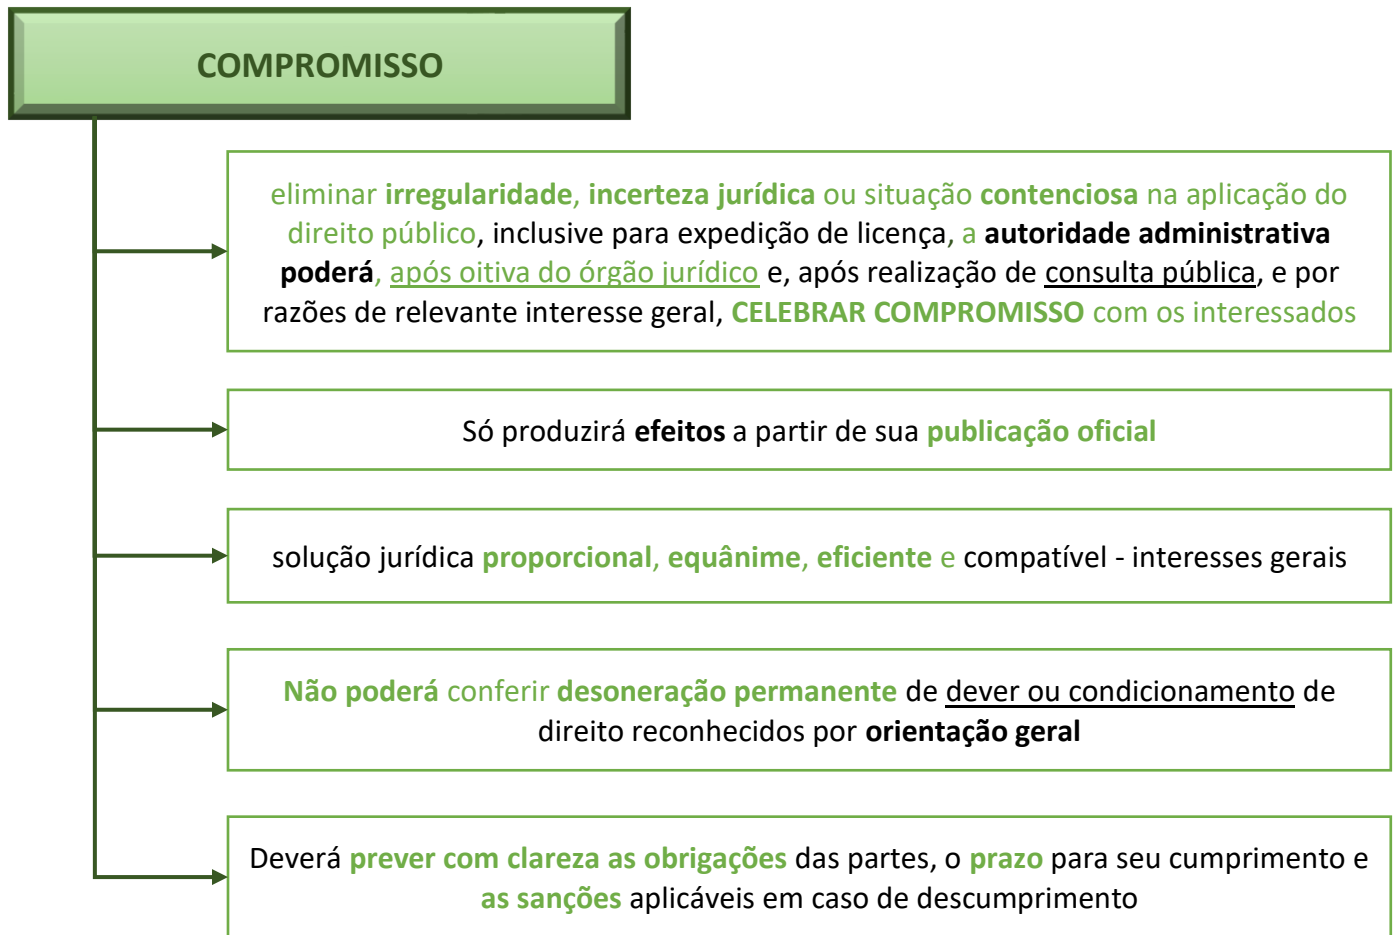 COMPROMISSO
eliminar irregularidade, incerteza jurídica ou situação contenciosa na aplicação do
direito público, inclusive para expedição de licença, a autoridade administrativa
poderá, após oitiva do órgão jurídico e, após realização de consulta pública, e por
razões de relevante interesse geral, CELEBRAR COMPROMISSO com os interessados
Só produzirá efeitos a partir de sua publicação oficial
solução jurídica proporcional, equânime, eficiente e compatível - interesses gerais
Não poderá conferir desoneração permanente de dever ou condicionamento de
direito reconhecidos por orientação geral
Deverá prever com clareza as obrigações das partes, o prazo para seu cumprimento e
as sanções aplicáveis em caso de descumprimento